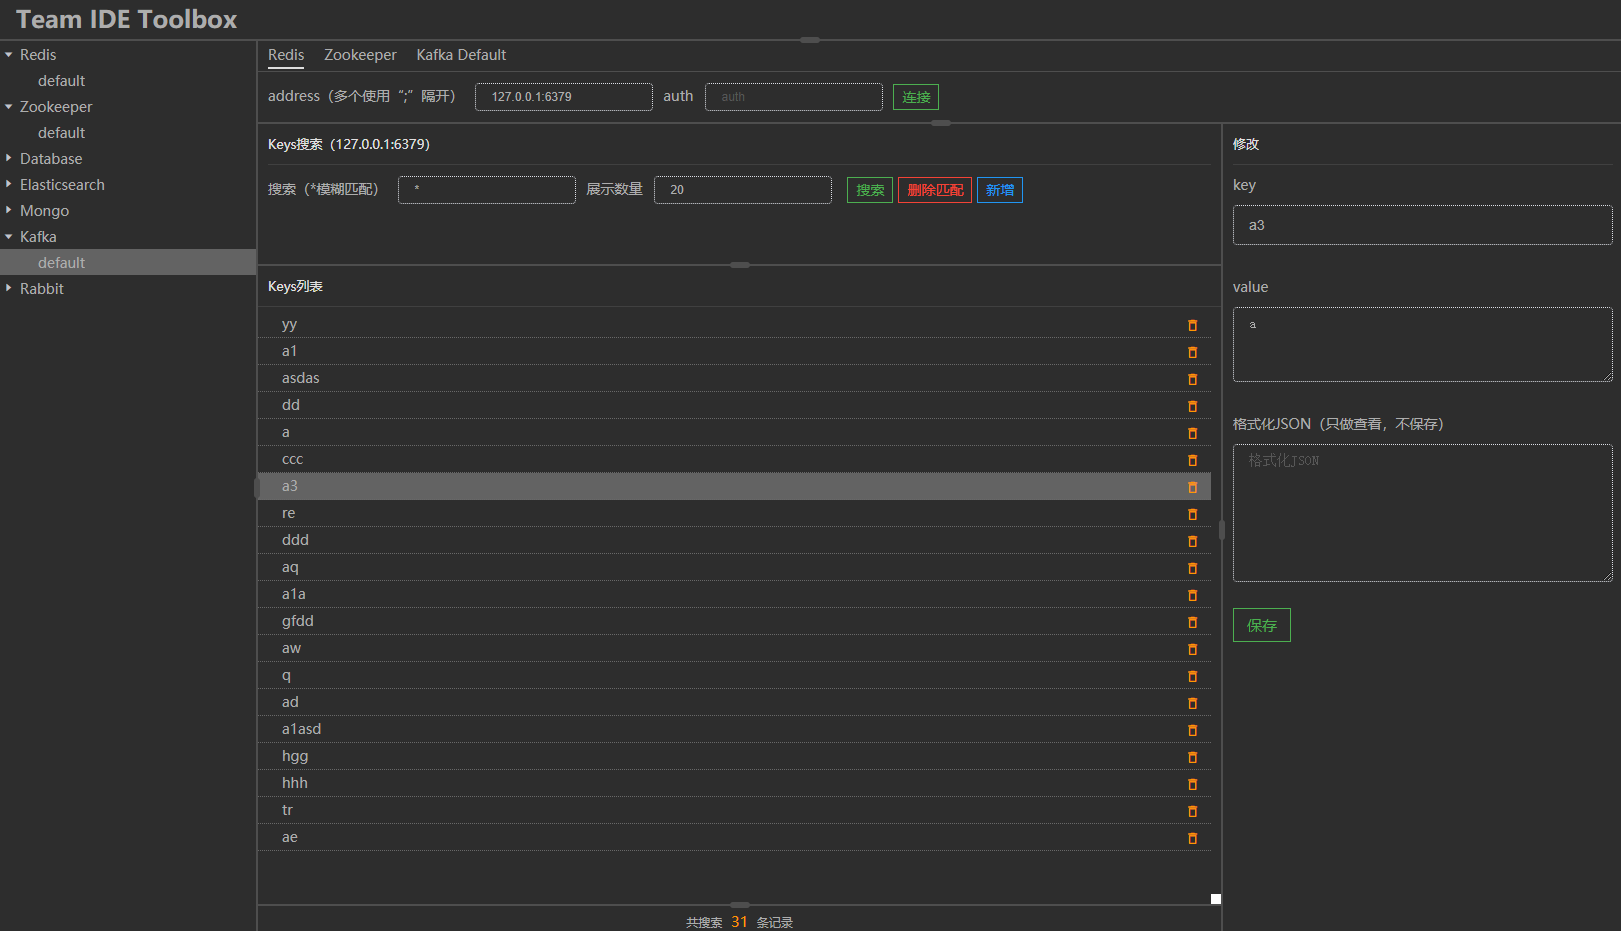 Team IDE Toolbox
Redis
default
Zookeeper
default
Database
Elasticsearch
Mongo
Kafka
default
Rabbit
Redis Zookeeper Kafka Default
address（多个使用“;”隔开） 127.0.0.1:6379 auth auth 连接
Keys搜索（127.0.0.1:6379）
搜索（*模糊匹配） * 展示数量 20 搜索 删除匹配 新增
Keys列表
yy
a1
asdas
dd
a
ccc
a3
re
ddd
aq
a1a
gfdd
aw
q
ad
a1asd
hgg
hhh
tr
ae
共搜索 31 条记录
修改
key
a3
value
a
格式化JSON（只做查看，不保存）
格式化JSON
保存